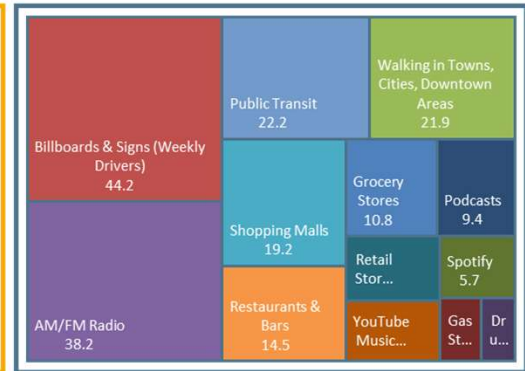 Billboards & Signs (Weekly
Drivers)
44.2
AM/FM Radio
38.2
Public Transit
22.2
Walking in Towns,
Cities, Downtown
Areas
21.9
Shopping Malls
19.2
Restaurants &
Bars
14.5
Grocery
Stores
10.8
Podcasts
9.4
Retail
Stor...
Spotify
5.7
YouTube
Music...
Gas
St...
Dr
u...